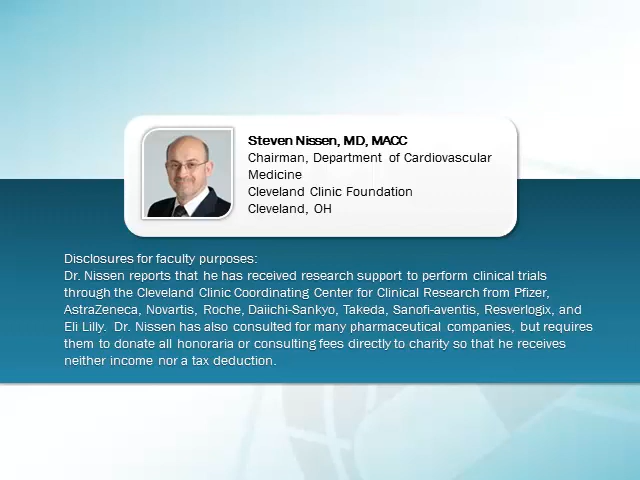 Steven Nissen, MD, MACC
Chairman, Department of Cardiovascular
Medicine
Cleveland Clinic Foundation
Cleveland, OH
Disclosures for faculty purposes:
Dr. Nissen reports that he has received research support to perform clinical trials
through the Cleveland Clinic Coordinating Center for Clinical Research from Pfizer,
AstraZeneca, Novartis, Roche, Daiichi-Sankyo, Takeda, Sanofi-aventis, Resverlogix, and
Eli Lilly.  Dr. Nissen has also consulted for many pharmaceutical companies, but requires
them to donate all honoraria or consulting fees directly to charity so that he receives
neither income nor a tax deduction.